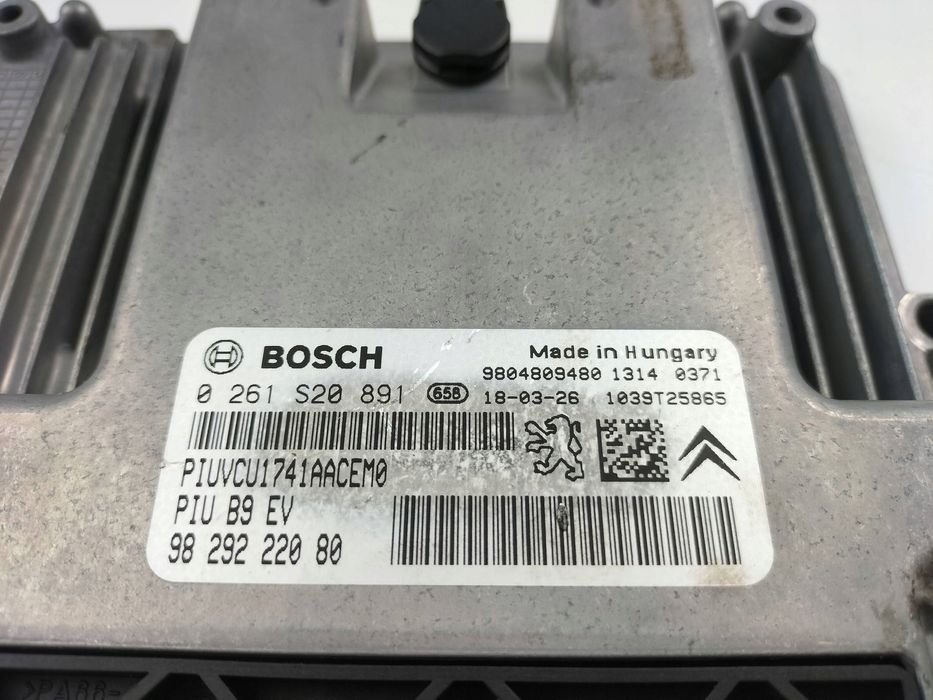 BOSCH
Made in Hungary
9804809480 1314 0371
0 261 S20 891 658 18-03-26 1039T25865
PIUVCU1741AACEM0
PIU B9 EV
98 292 220 80
>PA66-